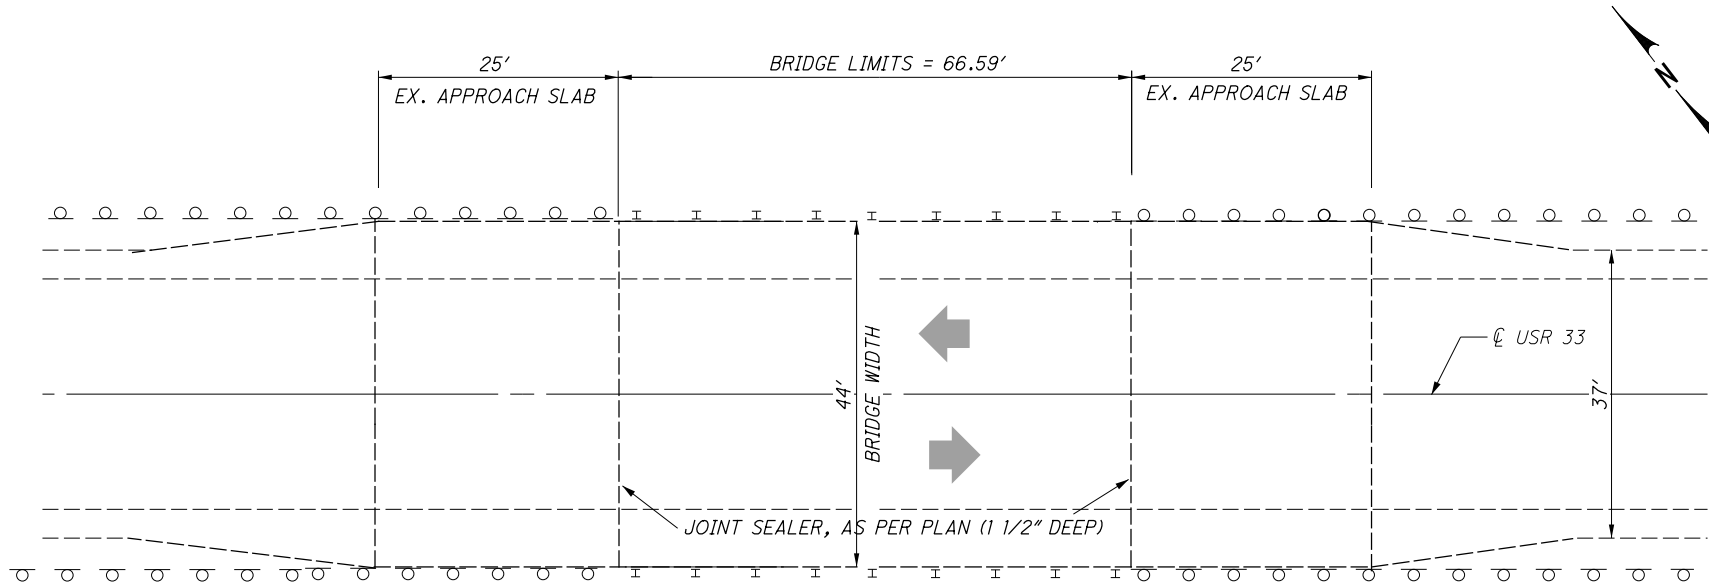 25'
EX. APPROACH SLAB
BRIDGE LIMITS = 66.59'
25'
EX. APPROACH SLAB
N
44'
BRIDGE WIDTH
℄ USR 33
37'
JOINT SEALER, AS PER PLAN (1 1/2" DEEP)